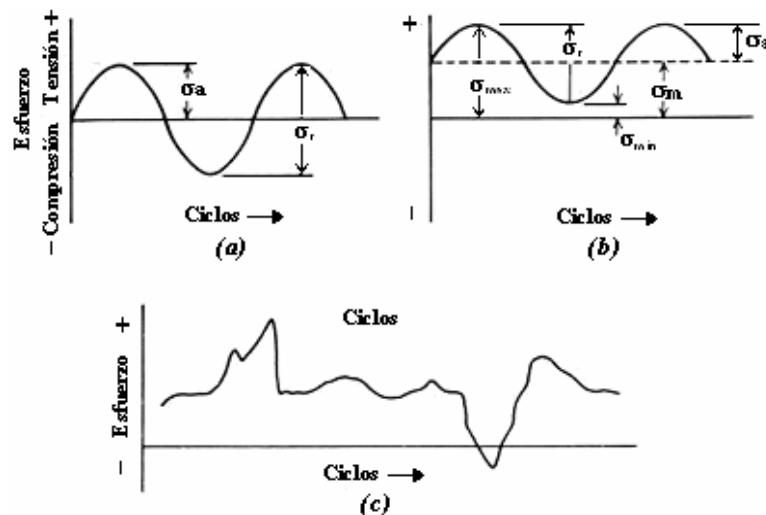 Esfuerzo
− Compresión Tensión +
σa
σr
Ciclos
(a)
+
−
σmax
σr
σmin
σm
σa
Ciclos
(b)
− Esfuerzo +
Ciclos
Ciclos
(c)